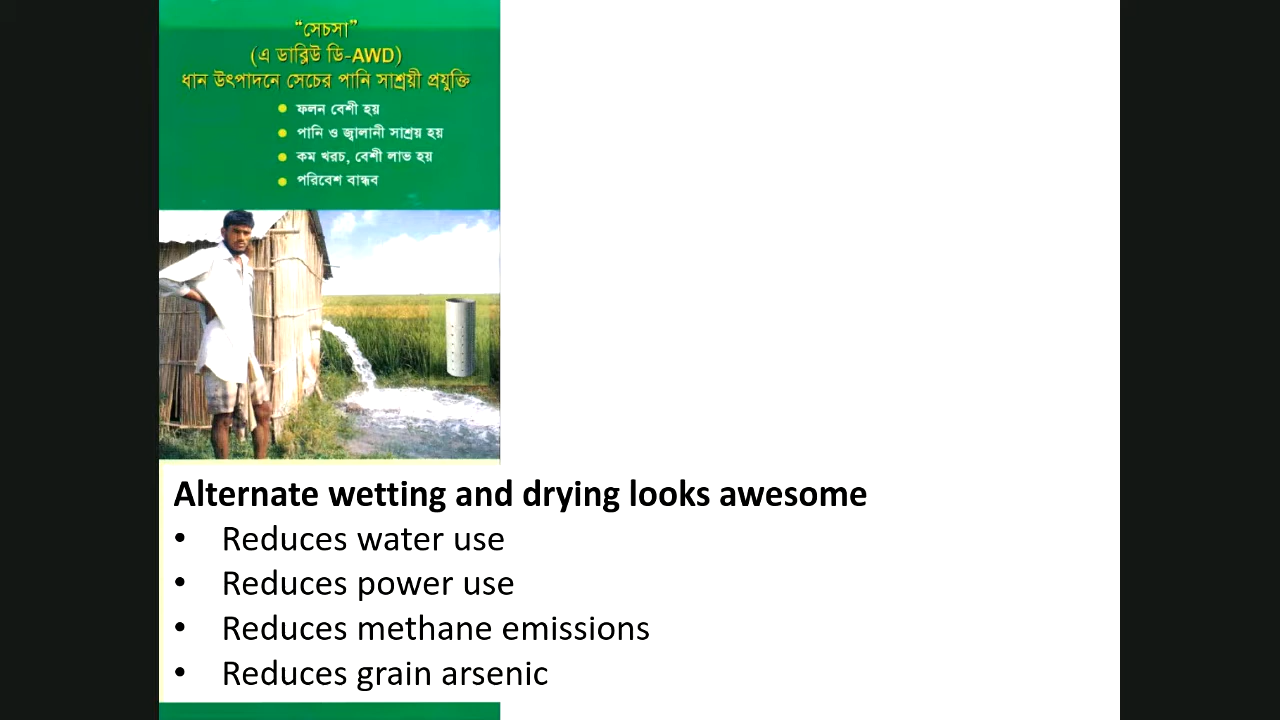 “সেচসা”
(এ ডাব্লিউ ডি-AWD)
ধান উৎপাদনে সেচের পানি সাশ্রয়ী প্রযুক্তি
● ফলন বেশী হয়
● পানি ও জ্বালানী সাশ্রয় হয়
● কম খরচ, বেশী লাভ হয়
● পরিবেশ বান্ধব
Alternate wetting and drying looks awesome
• Reduces water use
• Reduces power use
• Reduces methane emissions
• Reduces grain arsenic